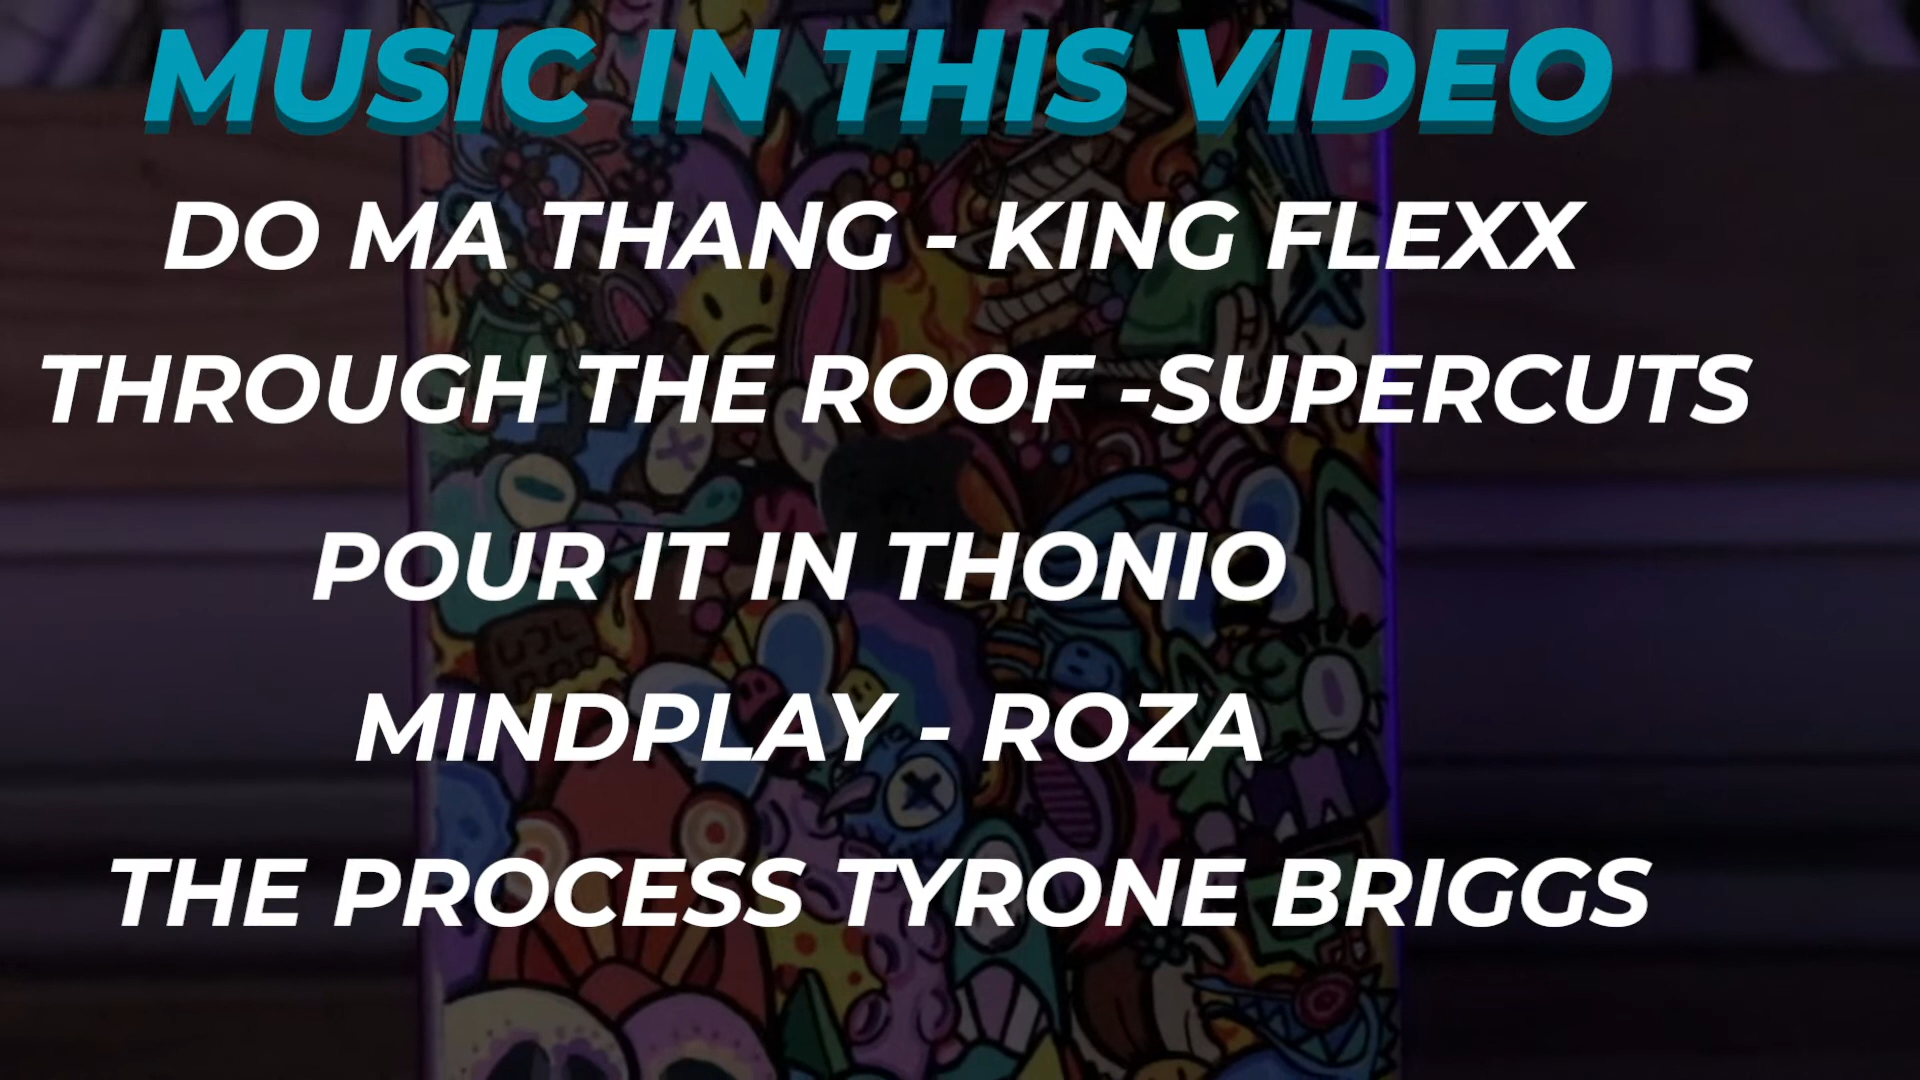 MUSIC IN THIS VIDEO
DO MA THANG - KING FLEXX
THROUGH THE ROOF -SUPERCUTS
POUR IT IN THONIO
MINDPLAY - ROZA
THE PROCESS TYRONE BRIGGS